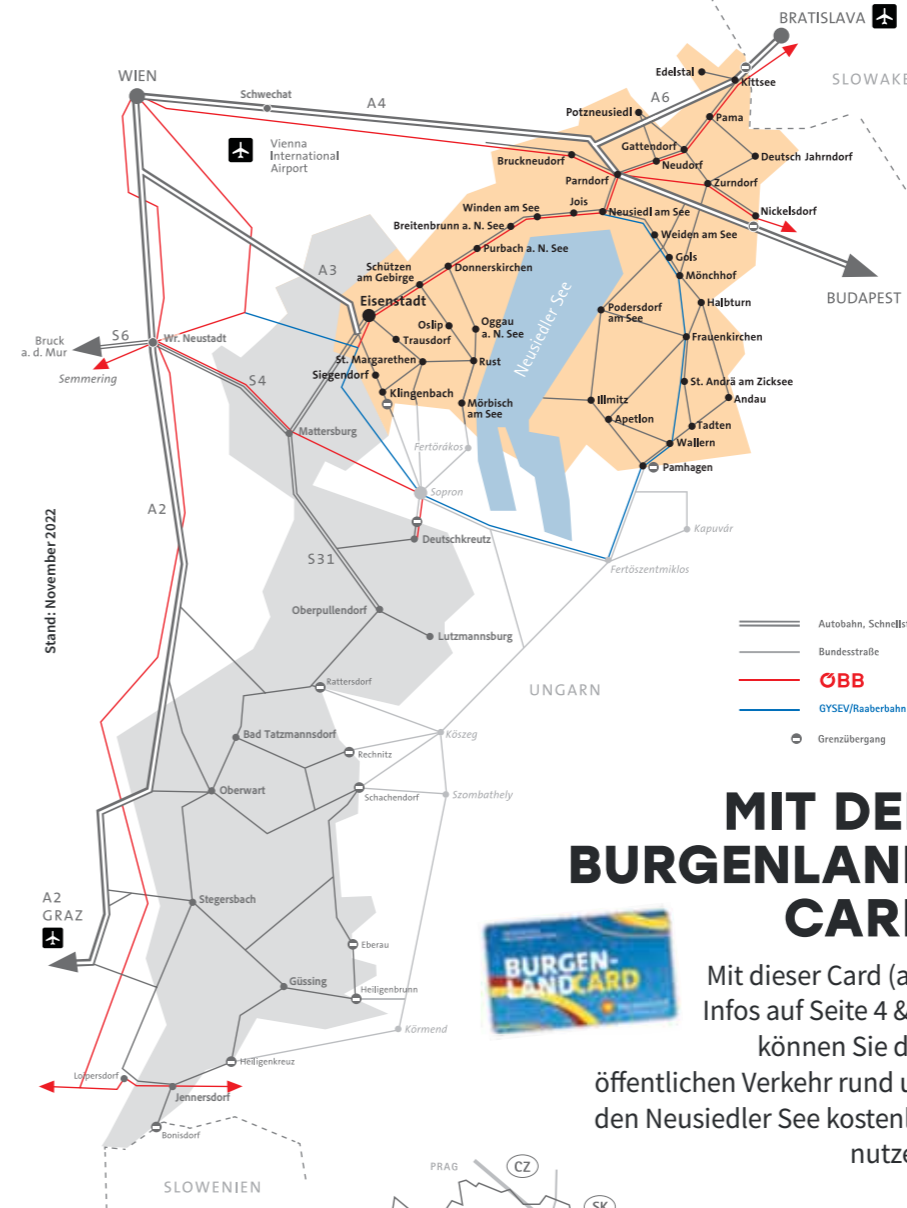 BRATISLAVA
Edelstal
Kittsee
SLOWAKE
WIEN
Schwechat
A4
A6
Potzneusiedl
Pama
Vienna
International
Airport
Gattendorf
Bruckneudorf
Neudorf
Deutsch Jahrndorf
Parndorf
Zurndorf
Winden am See
Jois
Neusiedl am See
Nickelsdorf
Breitenbrunn a. N. See
Weiden am See
Purbach a. N. See
Gols
A3
Schützen
am Gebirge
Donnerskirchen
Mönchhof
BUDAPEST
Eisenstadt
Neusiedler See
Podersdorf
am See
Halbturn
Oslip
Oggau
a. N. See
Trausdorf
Frauenkirchen
Bruck
a. d. Mur
S6
Wr. Neustadt
St. Margarethen
Rust
Semmering
S4
Siegendorf
St. Andrä am Zicksee
Klingenbach
Mörbisch
am See
Illmitz
Andau
Apetlon
Tadten
Mattersburg
Fertörákos
Wallern
Pamhagen
Sopron
A2
Stand: November 2022
Kapuvár
Deutschkreutz
S31
Fertöszentmiklos
Oberpullendorf
Lutzmannsburg
Autobahn, Schnellst
Bundesstraße
ÖBB
GYSEV/Raaberbahn
Grenzübergang
Rattersdorf
UNGARN
Bad Tatzmannsdorf
Köszeg
Rechnitz
Oberwart
Schachendorf
Szombathely
MIT DE
BURGENLAN
CAR
A2
GRAZ
Stegersbach
Eberau
BURGEN-
LANDCARD
Güssing
Heiligenbrunn
Körmend
Mit dieser Card (a
Infos auf Seite 4 &
können Sie d
öffentlichen Verkehr rund u
den Neusiedler See kostenl
nutze
Heiligenkreuz
Loipersdorf
Jennersdorf
Bonisdorf
SLOWENIEN
PRAG
CZ
SK